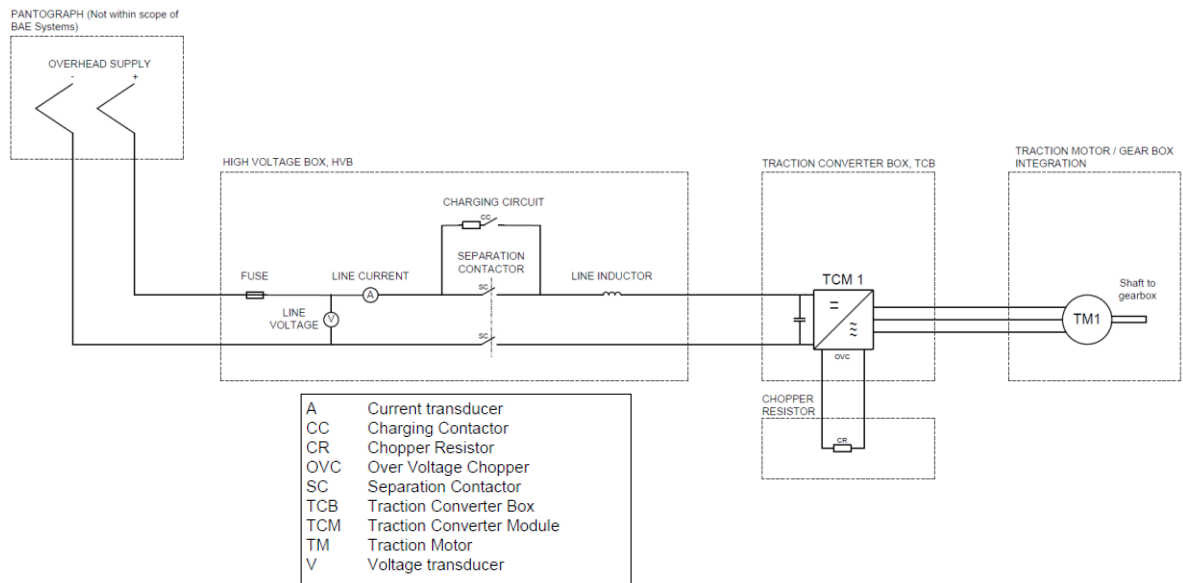 PANTOGRAPH (Not within scope of
BAE Systems)
OVERHEAD SUPPLY
- +
HIGH VOLTAGE BOX, HVB
CHARGING CIRCUIT
CC
SEPARATION
CONTACTOR
FUSE
LINE CURRENT
LINE INDUCTOR
A
SC
LINE
VOLTAGE
V
SC
TRACTION CONVERTER BOX, TCB
TCM 1
=
≈
OVC
TRACTION MOTOR / GEAR BOX
INTEGRATION
Shaft to
gearbox
TM1
CHOPPER
RESISTOR
CR
A Current transducer
CC Charging Contactor
CR Chopper Resistor
OVC Over Voltage Chopper
SC Separation Contactor
TCB Traction Converter Box
TCM Traction Converter Module
TM Traction Motor
V Voltage transducer